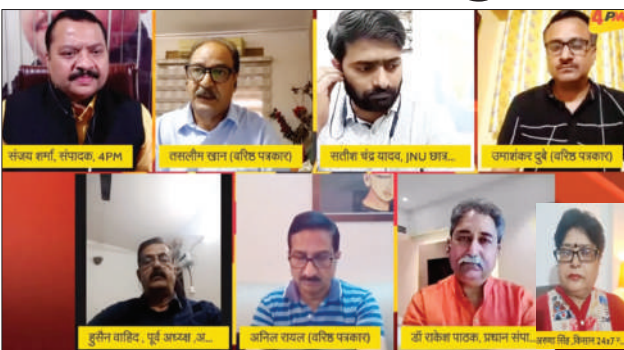 4PM
संजय शर्मा, संपादक, 4PM
तसलीम खान (वरिष्ठ पत्रकार)
सतीश चंद्र यादव, JNU छात्र...
उमाशंकर दुबे (वरिष्ठ पत्रकार)
हुसैन वाहिद , पूर्व अध्यक्ष ,अ...
अनिल रायल (वरिष्ठ पत्रकार)
डॉ राकेश पाठक, प्रधान संपा...
अरुणा सिंह ,किसान 24x7